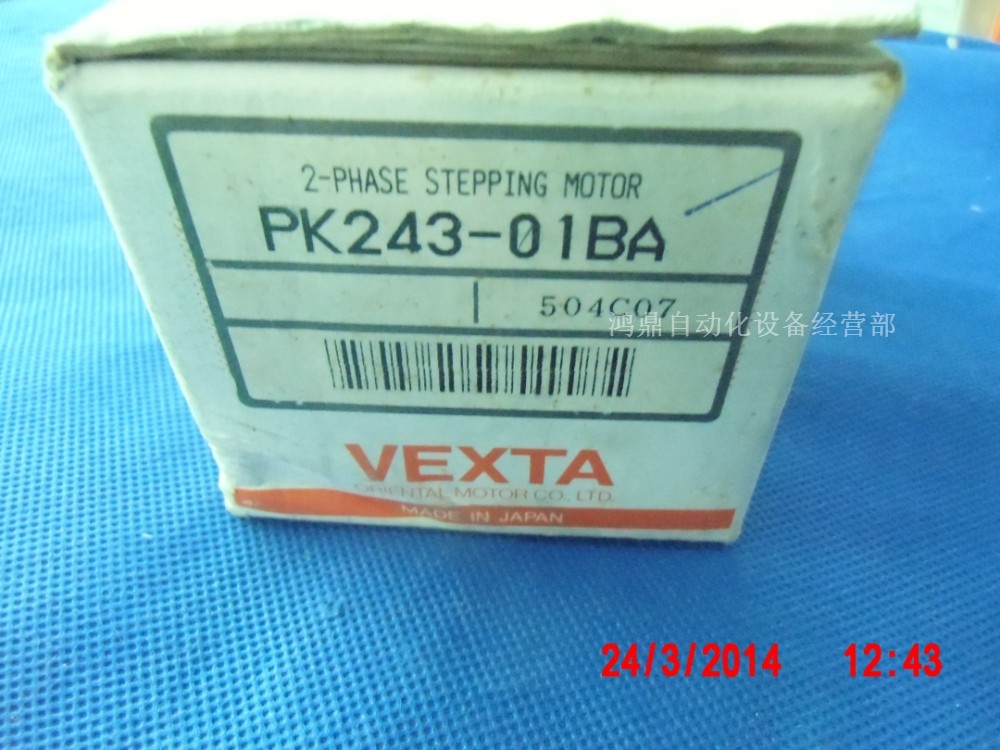 2-PHASE STEPPING MOTOR
PK243-01BA
504C07
鸿鼎自动化设备经营部
VEXTA
ORIENTAL MOTOR CO., LTD.
MADE IN JAPAN
24/3/2014 12:43